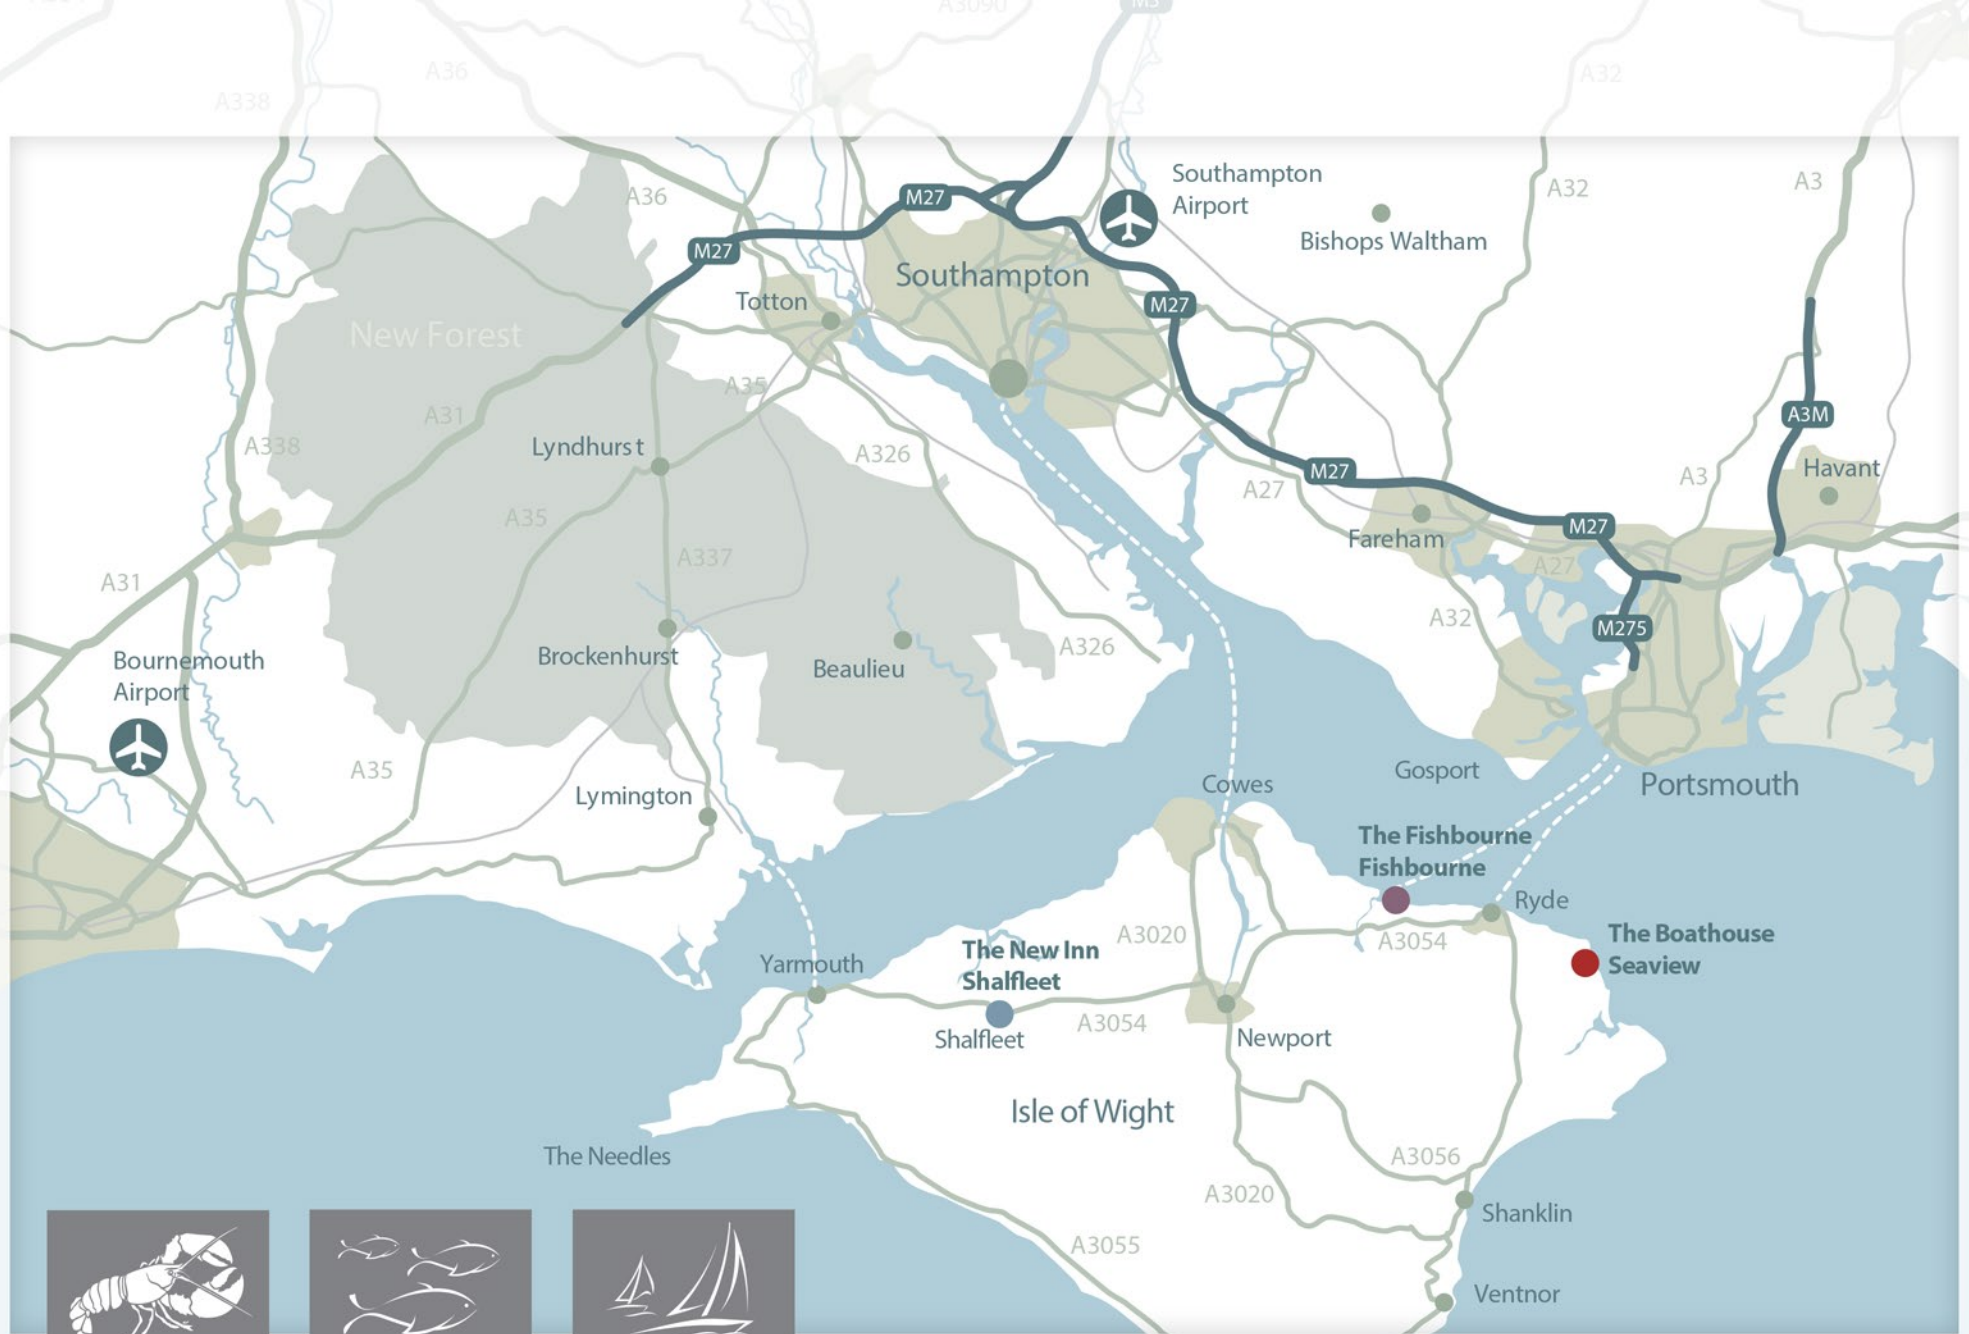 A3090
M3
A36
A32
A338
Southampton
Airport
A36
M27
A32
A3
Bishops Waltham
M27
Southampton
Totton
M27
New Forest
A35
A31
A3M
A338
Lyndhurst
A326
M27
Havant
A3
A27
A35
M27
Fareham
A337
A27
A31
A32
M275
Bournemouth
Airport
Brockenhurst
Beaulieu
A326
A35
Gosport
Cowes
Portsmouth
Lymington
The Fishbourne
Fishbourne
Ryde
A3020
A3054
The Boathouse
Seaview
The New Inn
Shalfleet
Yarmouth
A3054
Shalfleet
Newport
Isle of Wight
The Needles
A3056
A3020
Shanklin
A3055
Ventnor